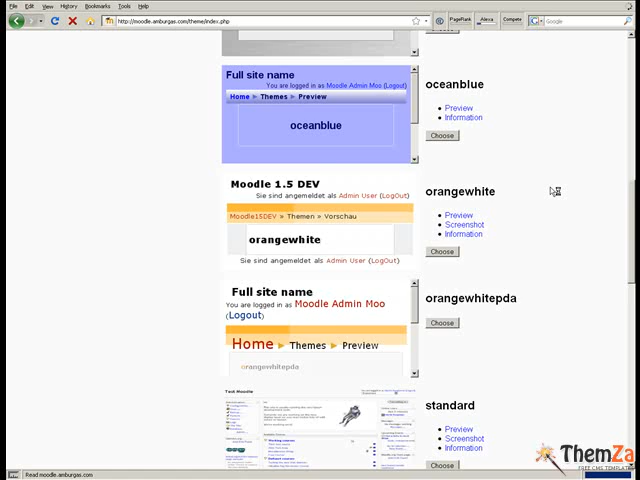 File Edit View History Bookmarks Tools Help
http://moodle.amburgas.com/theme/index.php
PageRank Alexa Compete Google
Choose
Full site name
You are logged in as Moodle Admin Moo (Logout)
Home ► Themes ► Preview
oceanblue
oceanblue
Preview
Information
Choose
Moodle 1.5 DEV
Sie sind angemeldet als Admin User (LogOut)
Moodle15DEV » Themen » Vorschau
orangewhite
Sie sind angemeldet als Admin User (LogOut)
orangewhite
Preview
Screenshot
Information
Choose
Full site name
You are logged in as Moodle Admin Moo
(Logout)
Home ► Themes ► Preview
orangewhitepda
orangewhitepda
Choose
standard
Preview
Screenshot
Information
Choose
ThemZa
FREE CMS TEMPLATES
Read moodle.amburgas.com